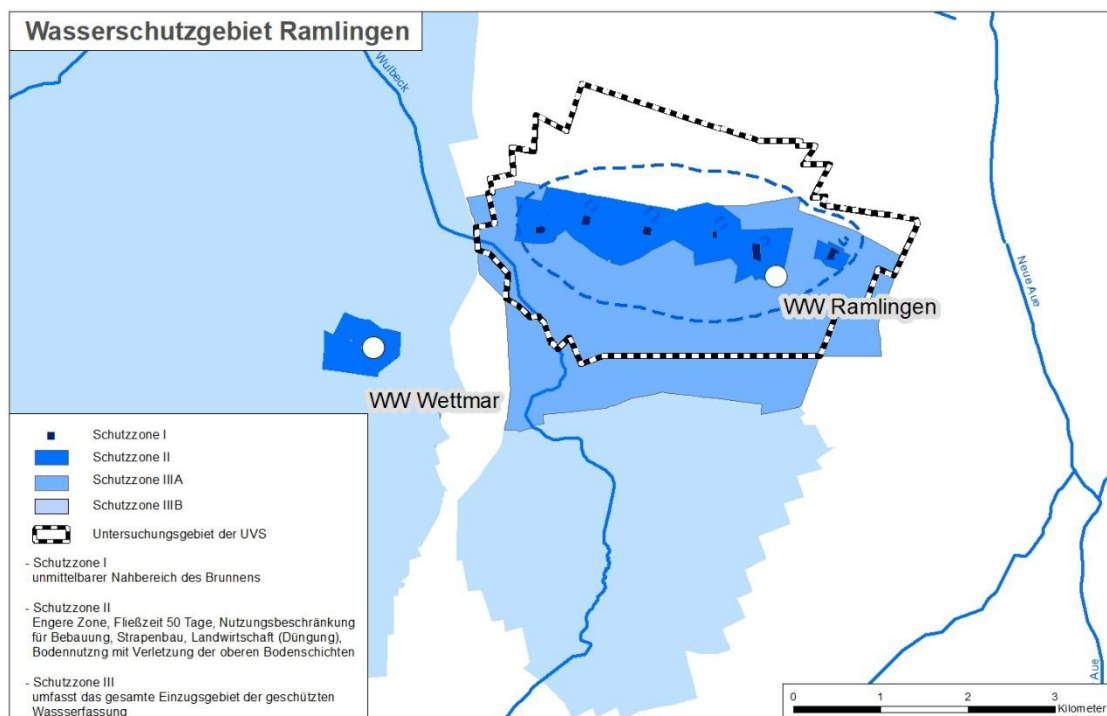 Wasserschutzgebiet Ramlingen
Wulbeck
Neue Aue
WW Ramlingen
WW Wettmar
Schutzzone I
Schutzzone II
Schutzzone IIIA
Schutzzone IIIB
Untersuchungsgebiet der UVS
- Schutzzone I
unmittelbarer Nahbereich des Brunnens
- Schutzzone II
Engere Zone, Fließzeit 50 Tage, Nutzungsbeschränkung
für Bebauung, Strapenbau, Landwirtschaft (Düngung),
Bodennutzng mit Verletzung der oberen Bodenschichten
- Schutzzone III
umfasst das gesamte Einzugsgebiet der geschützten
Wassserfassung
Aue
0 1 2 3
Kilometer